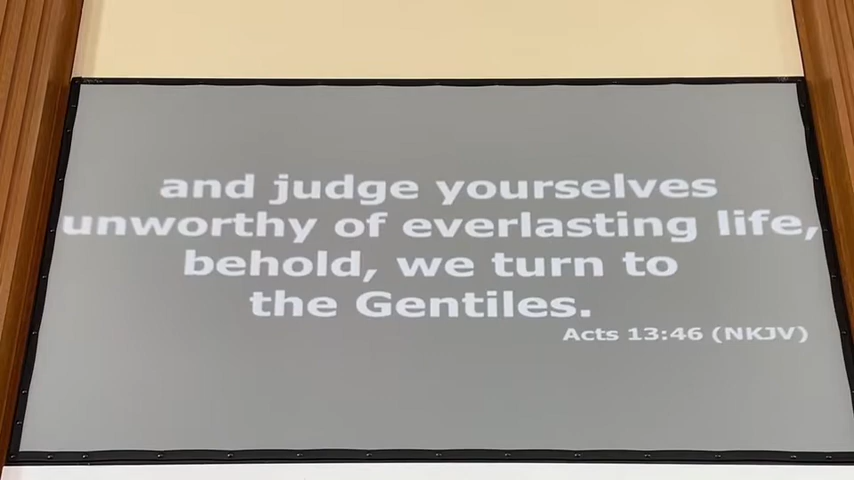 and judge yourselves
unworthy of everlasting life,
behold, we turn to
the Gentiles.
Acts 13:46 (NKJV)